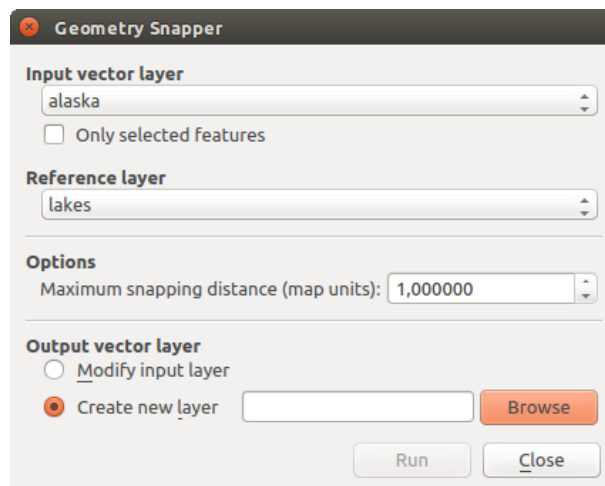 Geometry Snapper
Input vector layer
alaska
Only selected features
Reference layer
lakes
Options
Maximum snapping distance (map units): 1,000000
Output vector layer
Modify input layer
Create new layer Browse
Run Close